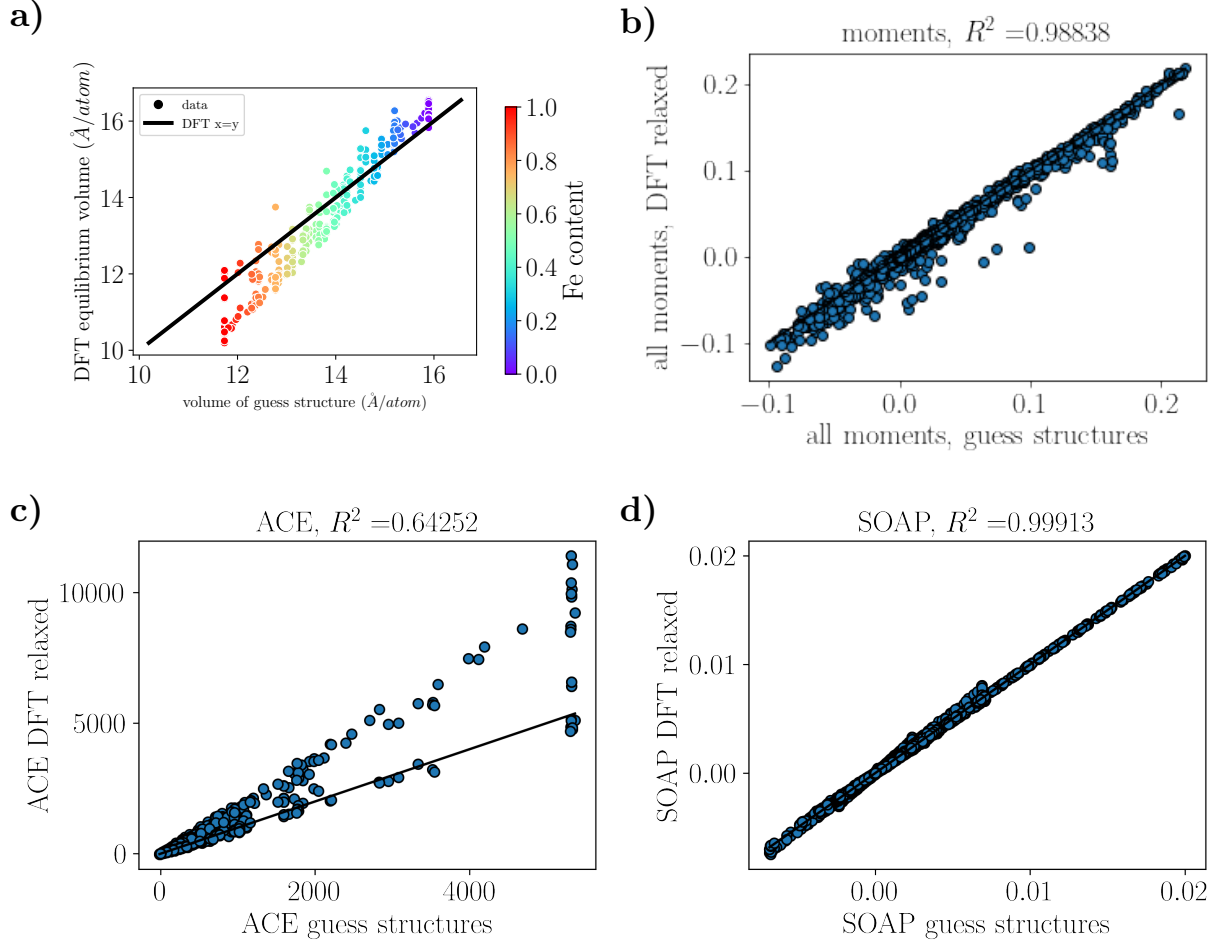 a)
data
DFT x=y
DFT equilibrium volume (Å/atom)
16
14
12
10
10
12
14
16
volume of guess structure (Å/atom)
1.0
0.8
0.6
0.4
0.2
0.0
Fe content
b)
moments, R² =0.98838
all moments, DFT relaxed
0.2
0.1
0.0
−0.1
−0.1
0.0
0.1
0.2
all moments, guess structures
c)
ACE, R² =0.64252
ACE DFT relaxed
10000
5000
0
0
2000
4000
ACE guess structures
d)
SOAP, R² =0.99913
SOAP DFT relaxed
0.02
0.01
0.00
0.00
0.01
0.02
SOAP guess structures